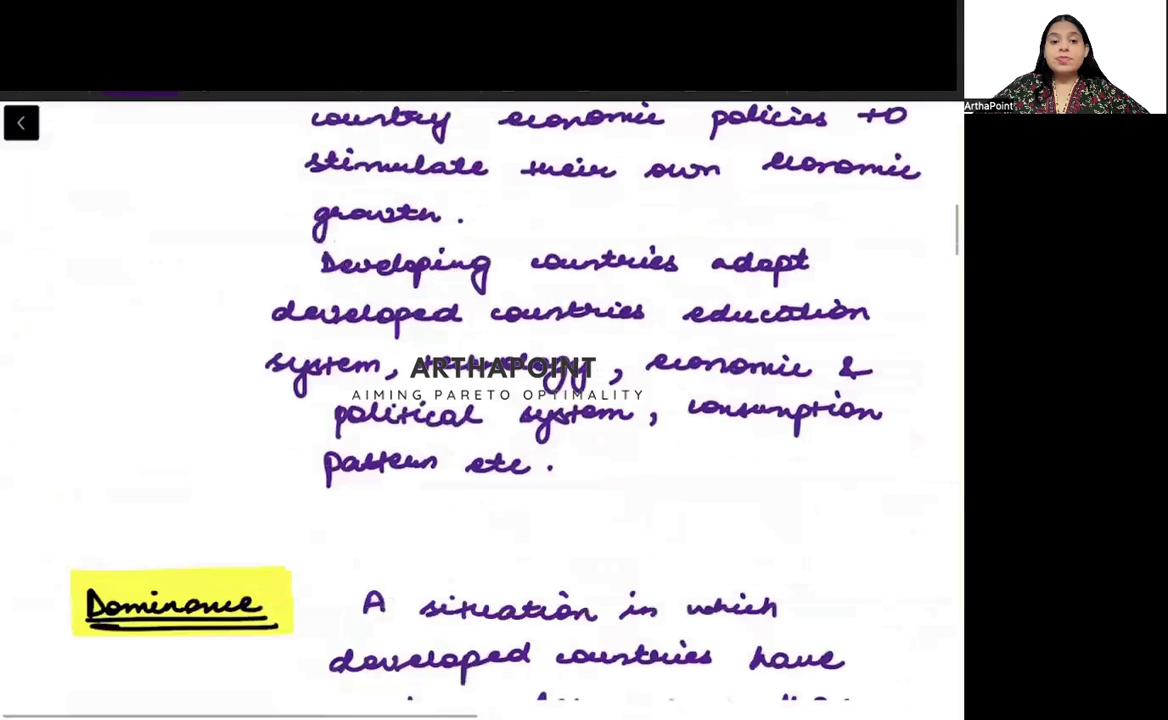 ArthaPoint
country economic policies to
stimulate their own economic
growth.
Developing countries adopt
developed countries education
system, technology, economic &
ARTHAPOINT
AIMING PARETO OPTIMALITY
political system, consumption
pattern etc.
Dominance
A situation in which
developed countries have